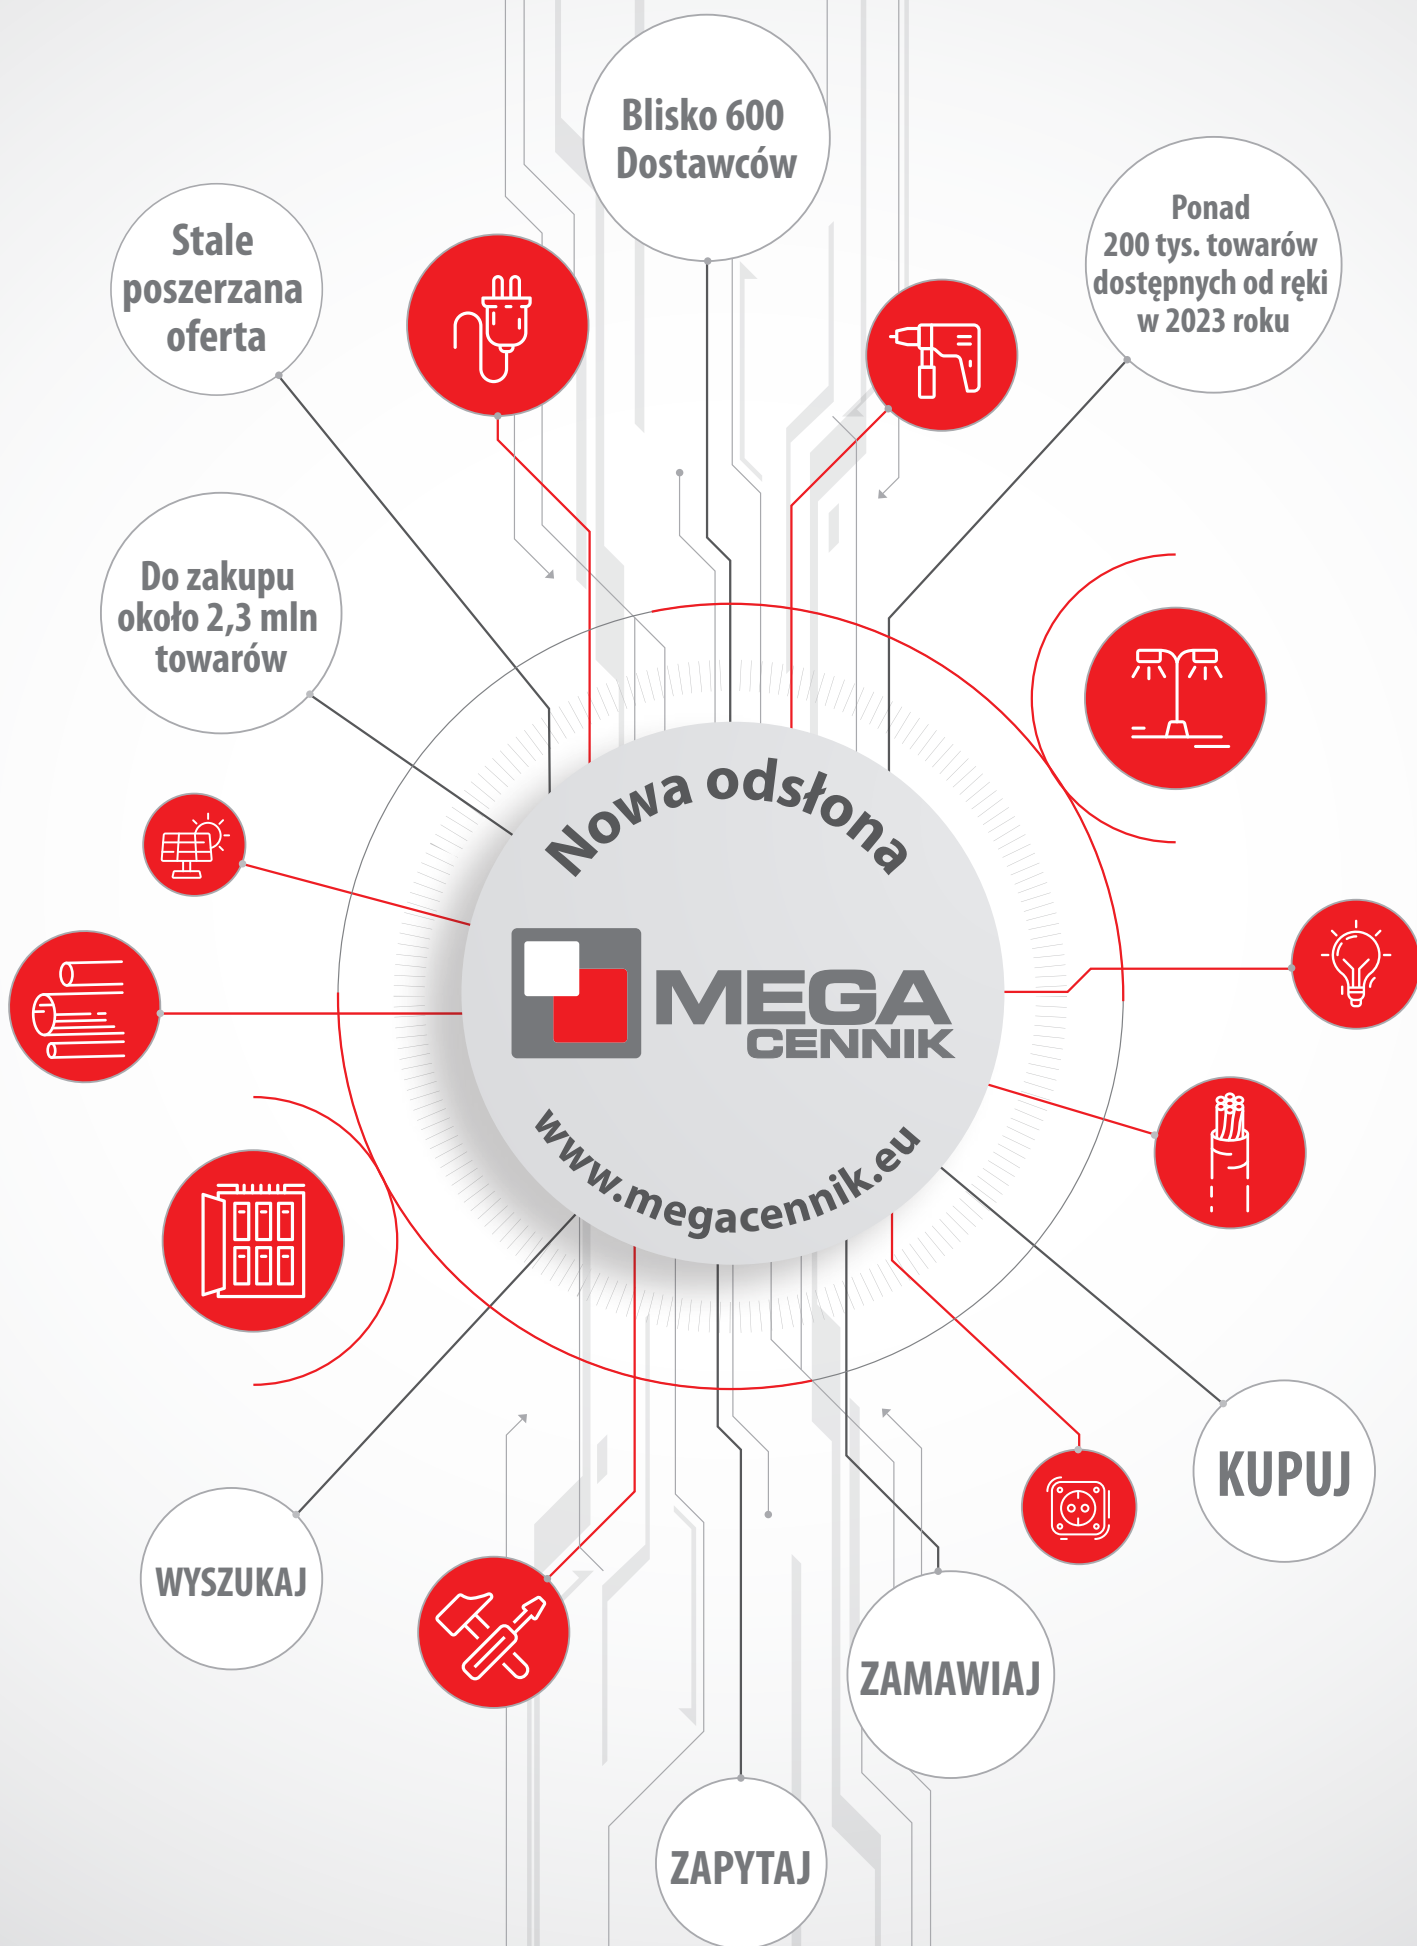 Blisko 600
Dostawców
Stale
poszerzana
oferta
Ponad
200 tys. towarów
dostępnych od ręki
w 2023 roku
Do zakupu
około 2,3 mln
towarów
Nowa odsłona
MEGA
CENNIK
www.megacennik.eu
KUPUJ
WYSZUKAJ
ZAMAWIAJ
ZAPYTAJ